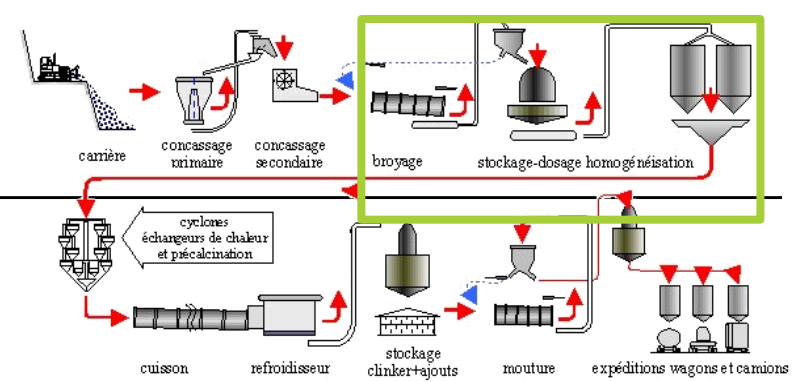 carrière
concassage
primaire
concassage
secondaire
broyage
stockage-dosage homogénéisation
cyclones
échangeurs de chaleur
et précalcination
cuisson
refroidisseur
stockage
clinker+ajouts
mouture
expéditions wagons et camions